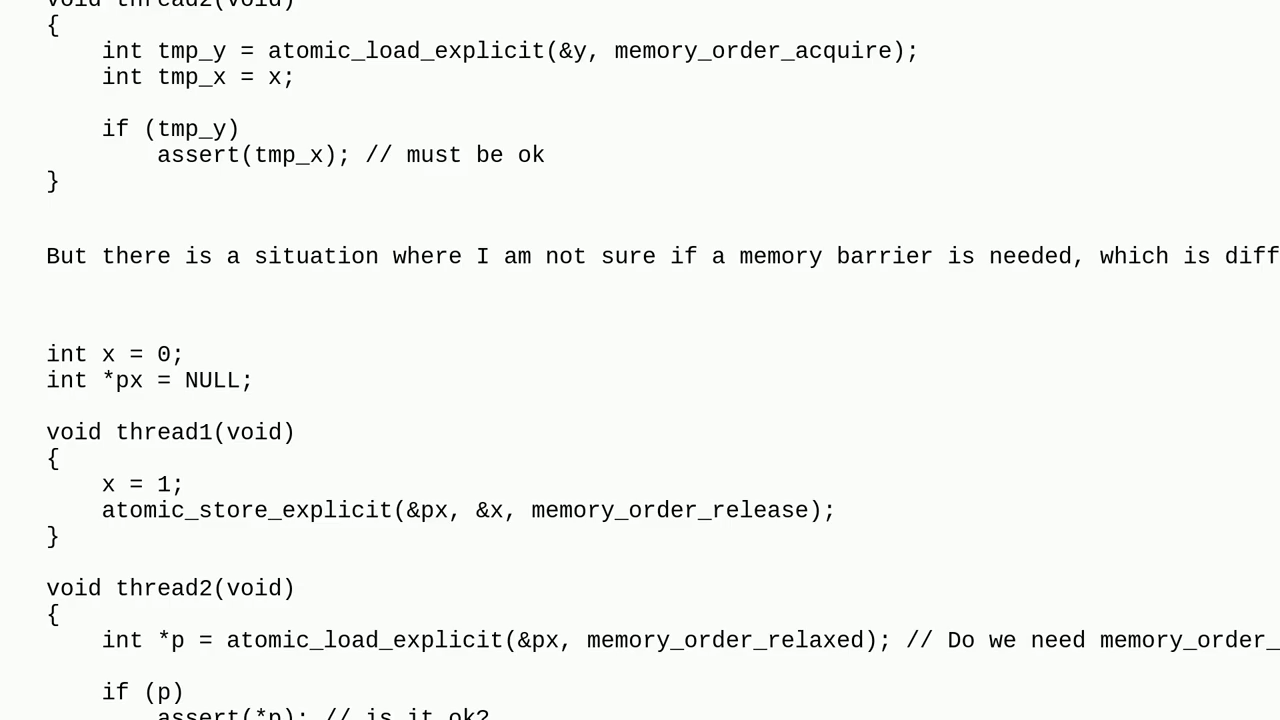 void thread2(void)
{
    int tmp_y = atomic_load_explicit(&y, memory_order_acquire);
    int tmp_x = x;
    if (tmp_y)
        assert(tmp_x); // must be ok
}
But there is a situation where I am not sure if a memory barrier is needed, which is diff
int x = 0;
int *px = NULL;
void thread1(void)
{
    x = 1;
    atomic_store_explicit(&px, &x, memory_order_release);
}
void thread2(void)
{
    int *p = atomic_load_explicit(&px, memory_order_relaxed); // Do we need memory_order_
    if (p)
        assert(*p); // is it ok?